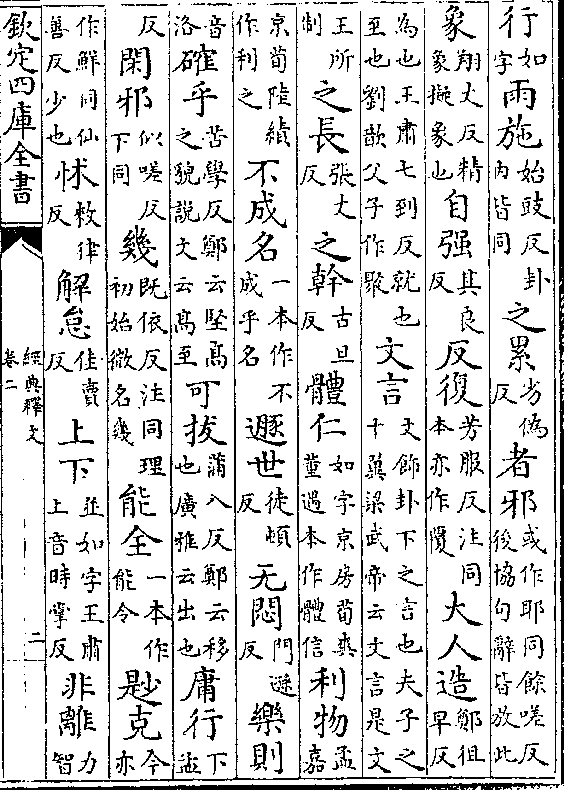 行如字雨施始豉反卦内皆同之累劣偽反者邪或作耶同餘嗟反後協句辭皆放此
象翔丈反精象擬象也自强其良反反復芳服反注同本亦作覆大人造鄭徂早反
為也王肅七到反就也至也劉歆父子作聚文言文飾卦下之言也夫子之十翼梁武帝云文言是文
王所制之長張丈反之幹古旦反體仁如字京房荀爽董遇本作體信利物孟嘉
京荀陸績作利之不成名一本作不成乎名遯世徒頓反无悶門遜反樂則
音洛確乎苦學反鄭云堅高之貌説文云高至可拔蒲八反鄭云移也廣雅云出也庸行下孟
反閑邪似嗟反下同幾既依反注同理初始微名幾能全一本作能令尠克今亦
作鮮同仙善反少也怵敕律反解怠佳賣反上下並如字王肅上音時掌反非離力智
欽定四庫全書
經典釋文
卷二
二